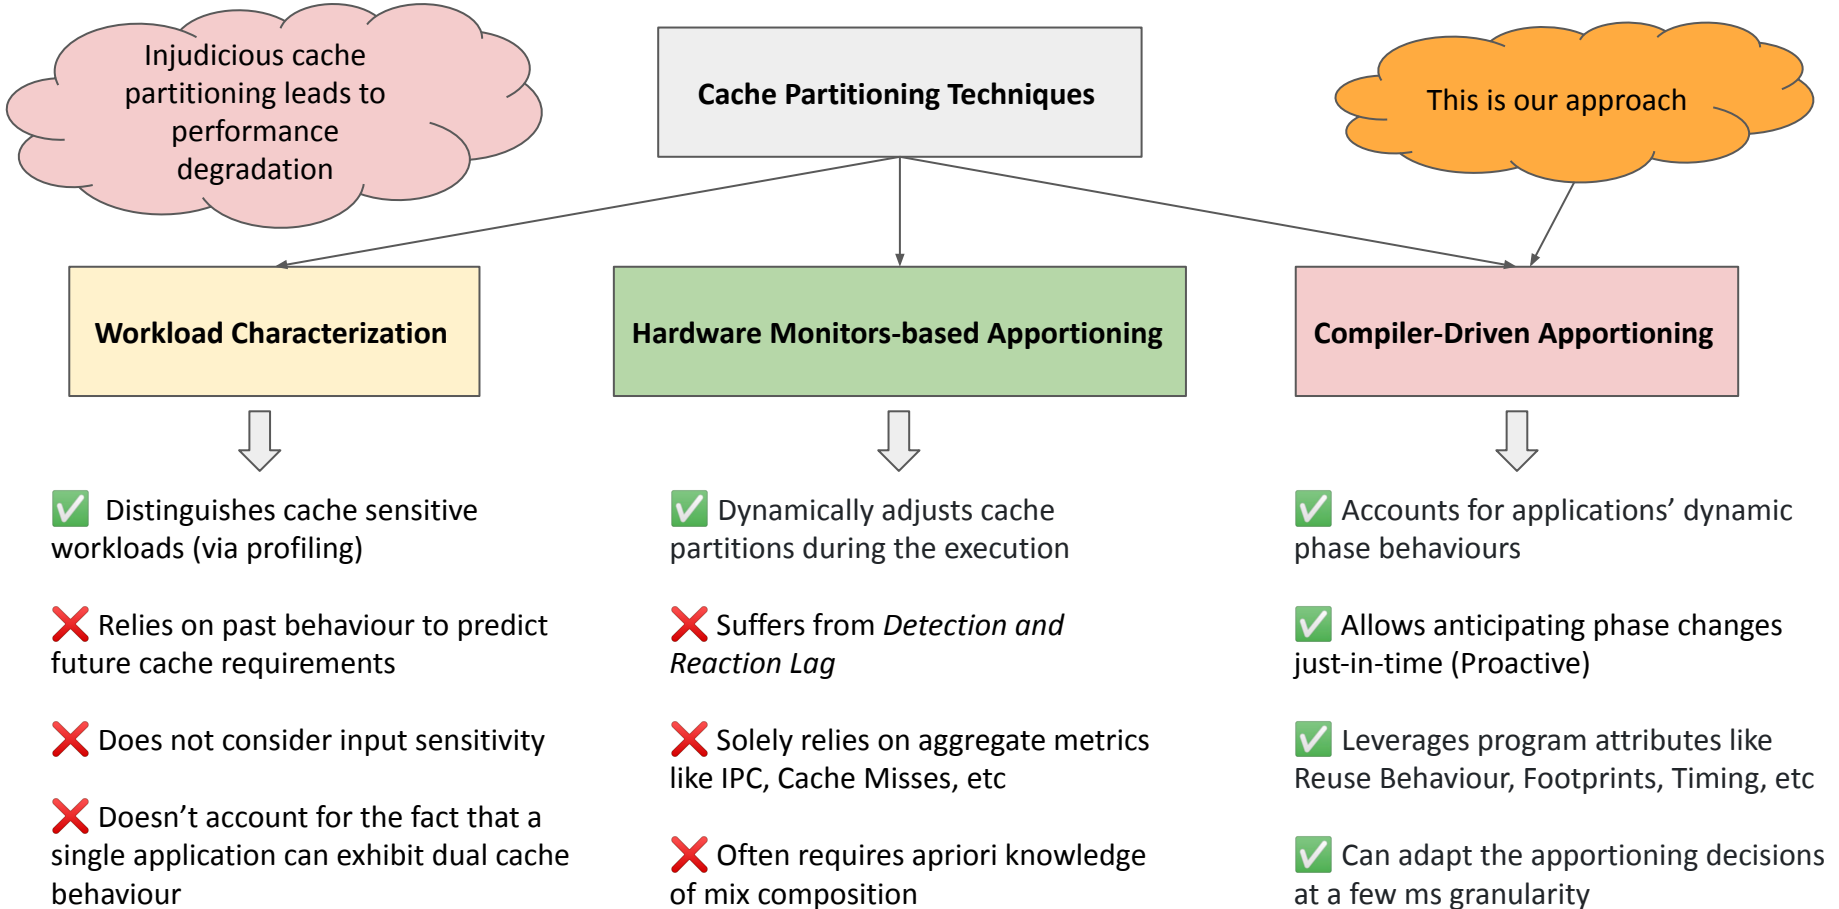 Injudicious cache
partitioning leads to
performance
degradation
Cache Partitioning Techniques
This is our approach
Workload Characterization
Hardware Monitors-based Apportioning
Compiler-Driven Apportioning
✅ Distinguishes cache sensitive
workloads (via profiling)
❌ Relies on past behaviour to predict
future cache requirements
❌ Does not consider input sensitivity
❌ Doesn’t account for the fact that a
single application can exhibit dual cache
behaviour
✅ Dynamically adjusts cache
partitions during the execution
❌ Suffers from Detection and
Reaction Lag
❌ Solely relies on aggregate metrics
like IPC, Cache Misses, etc
❌ Often requires apriori knowledge
of mix composition
✅ Accounts for applications’ dynamic
phase behaviours
✅ Allows anticipating phase changes
just-in-time (Proactive)
✅ Leverages program attributes like
Reuse Behaviour, Footprints, Timing, etc
✅ Can adapt the apportioning decisions
at a few ms granularity